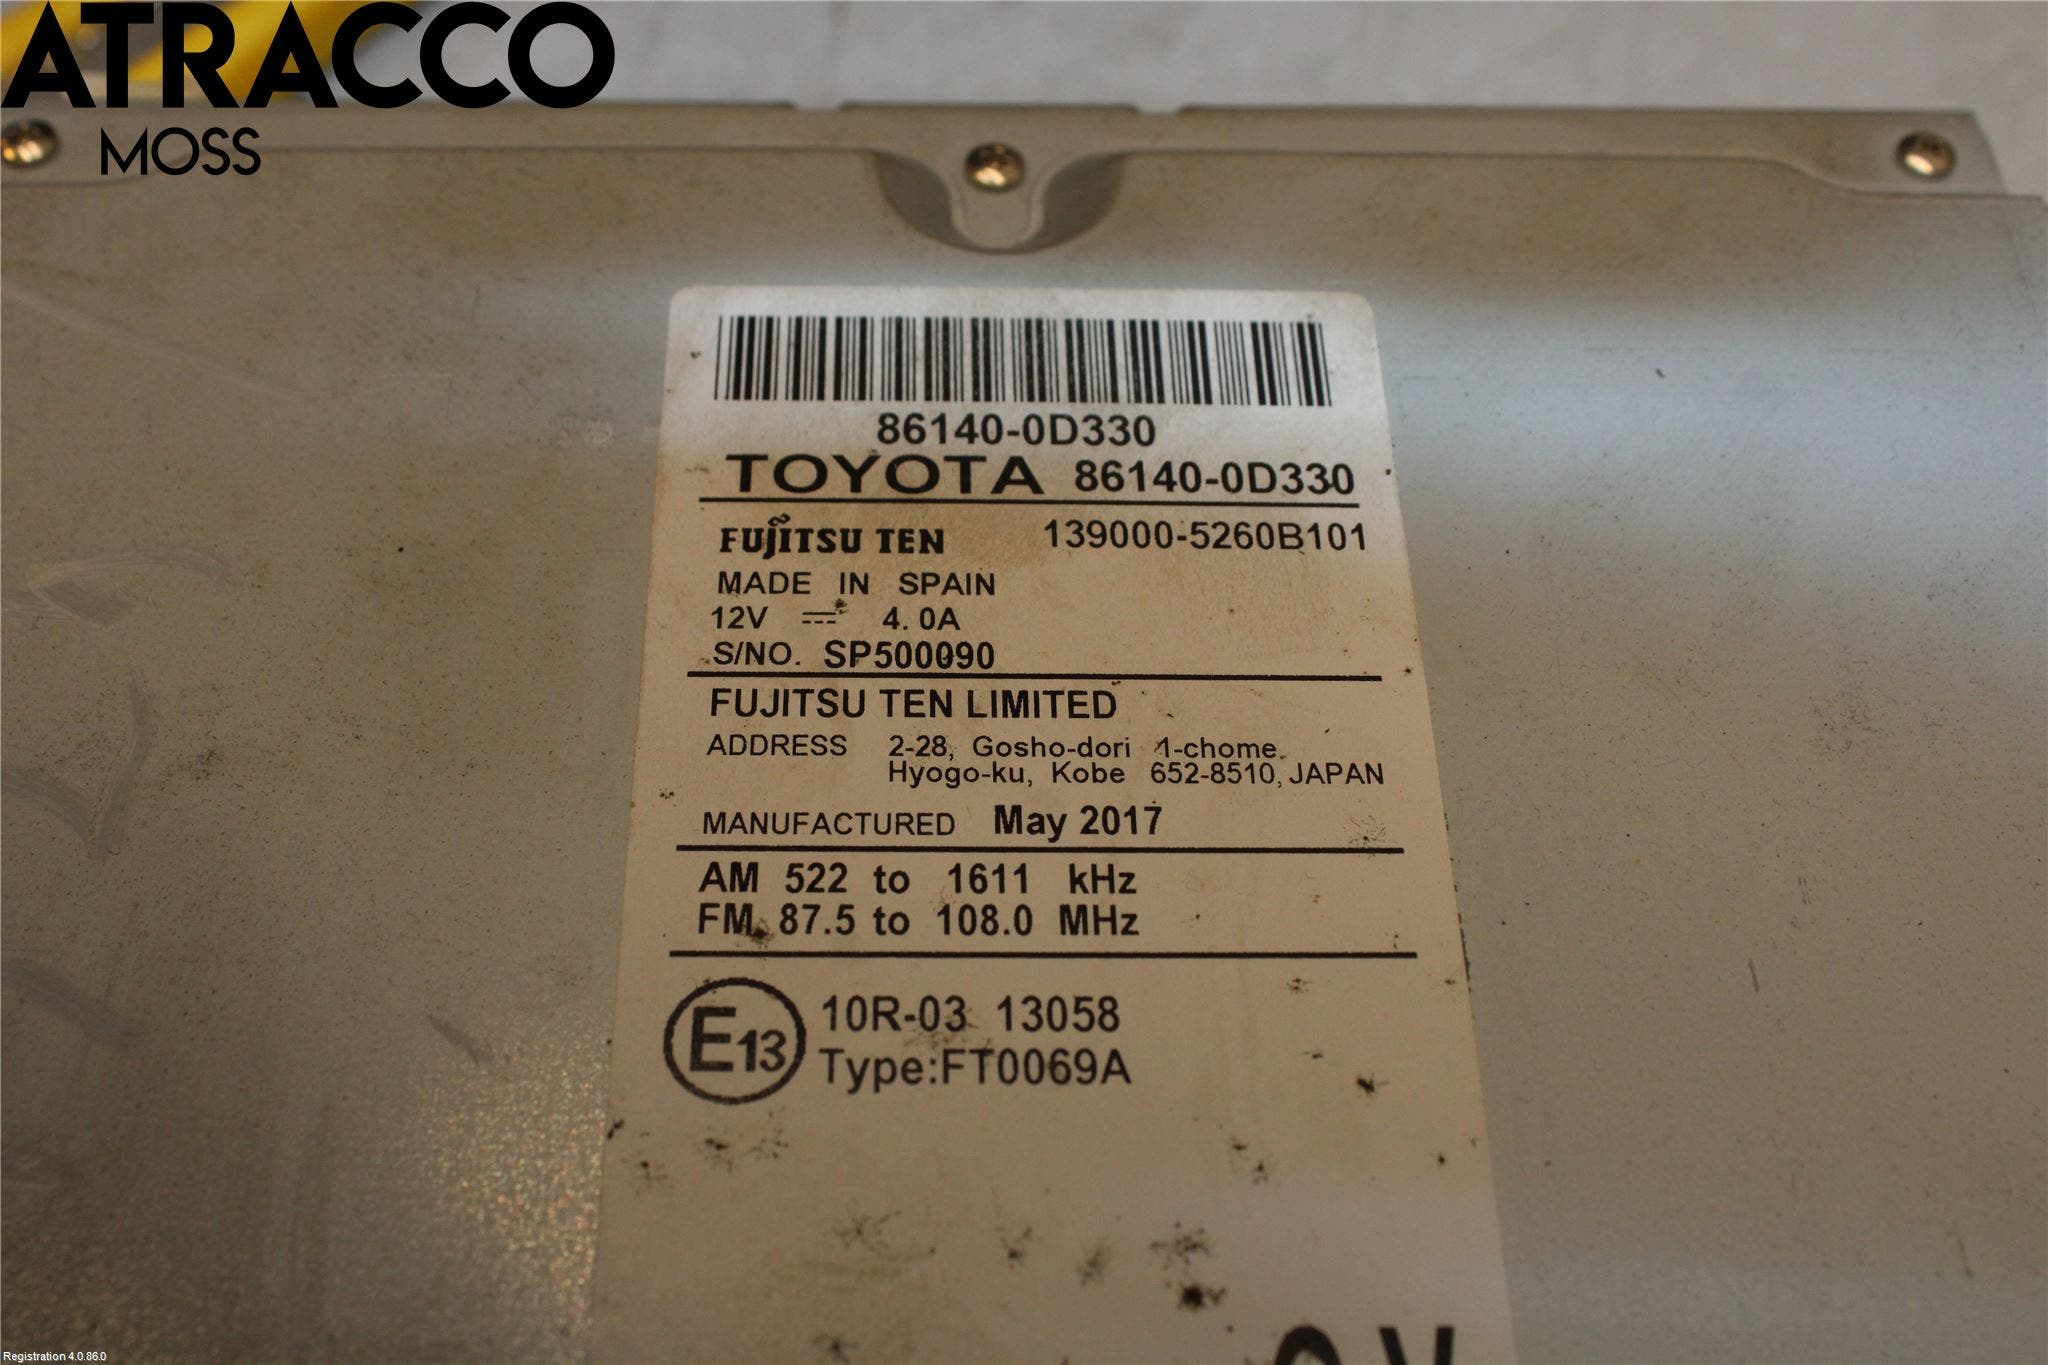 ATRACCO
MOSS
86140-0D330
TOYOTA 86140-0D330
FUJITSU TEN 139000-5260B101
MADE IN SPAIN
12V ⎓ 4.0A
S/NO. SP500090
FUJITSU TEN LIMITED
ADDRESS 2-28, Gosho-dori 1-chome.
Hyogo-ku, Kobe 652-8510, JAPAN
MANUFACTURED May 2017
AM 522 to 1611 kHz
FM 87.5 to 108.0 MHz
E13 10R-03 13058
Type:FT0069A
Registration 4.0.86.0